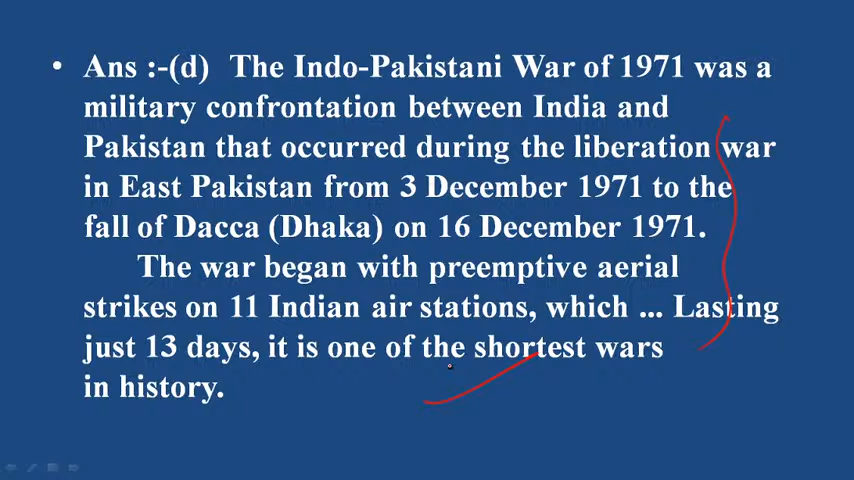 • Ans :-(d) The Indo-Pakistani War of 1971 was a
military confrontation between India and
Pakistan that occurred during the liberation war
in East Pakistan from 3 December 1971 to the
fall of Dacca (Dhaka) on 16 December 1971.
The war began with preemptive aerial
strikes on 11 Indian air stations, which ... Lasting
just 13 days, it is one of the shortest wars
in history.